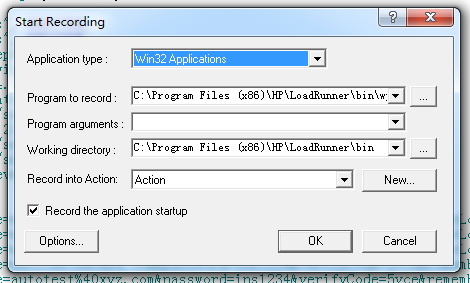 Start Recording
Application type : Win32 Applications
Program to record : C:\Program Files (x86)\HP\LoadRunner\bin\w ...
Program arguments :
Working directory : C:\Program Files (x86)\HP\LoadRunner\bin ...
Record into Action: Action New...
Record the application startup
Options... OK Cancel
=autotest%40xyz.com&password=ins1234&verifyCode=5yce&rememb